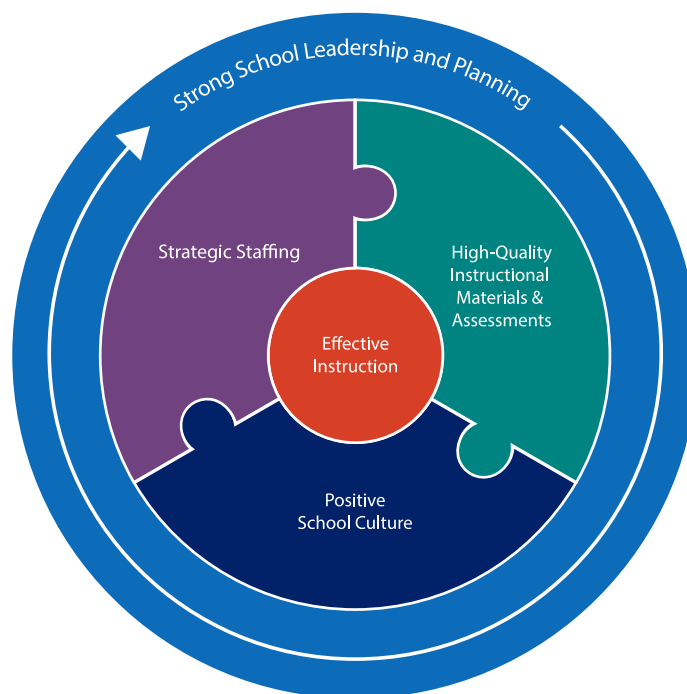 Strong School Leadership and Planning
Strategic Staffing
High-Quality
Instructional
Materials &
Assessments
Effective
Instruction
Positive
School Culture